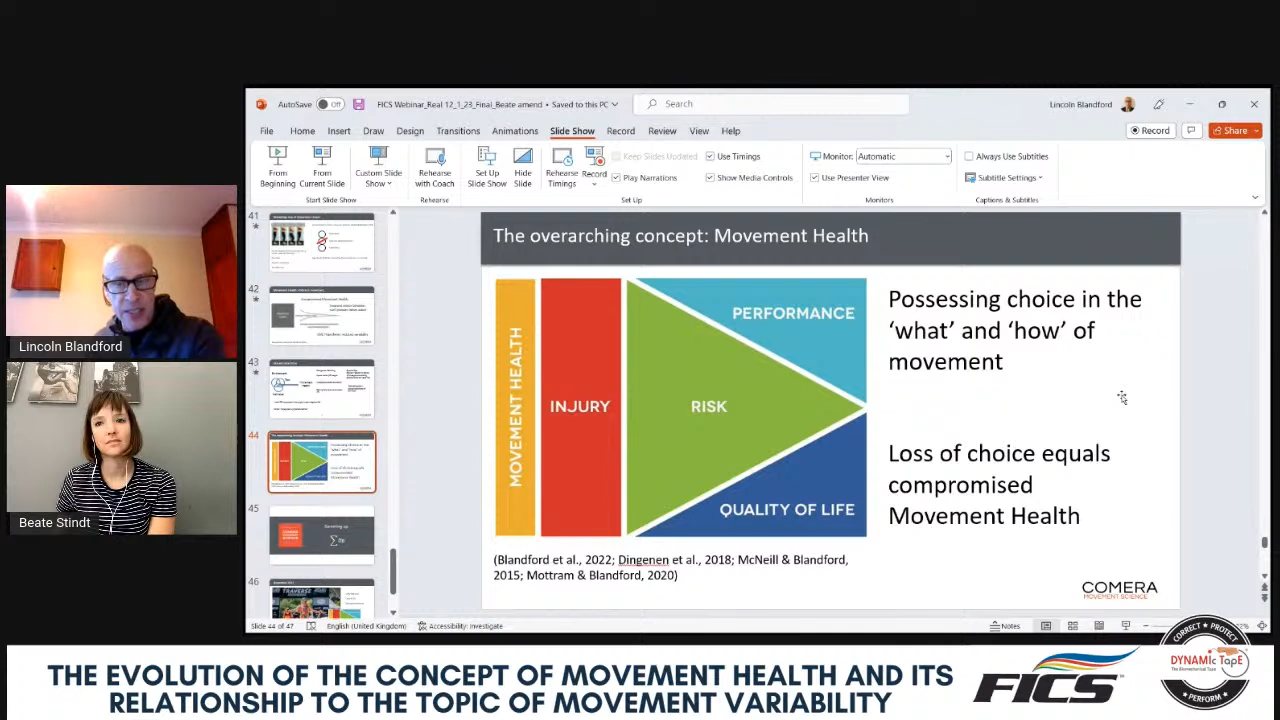 AutoSave
Off
FICS Webinar_Real 12_1_23_Final_Beate amend • Saved to this PC
Search
Lincoln Blandford
File
Home
Insert
Draw
Design
Transitions
Animations
Slide Show
Record
Review
View
Help
Record
Share
From
Beginning
From
Current Slide
Custom Slide
Show
Rehearse
with Coach
Set Up
Slide Show
Hide
Slide
Rehearse
Timings
Record
Keep Slides Updated
Play Narrations
Use Timings
Show Media Controls
Monitor:
Automatic
Use Presenter View
Always Use Subtitles
Subtitle Settings
Start Slide Show
Rehearse
Set Up
Monitors
Captions & Subtitles
41
42
43
44
45
46
The overarching concept: Movement Health
MOVEMENT HEALTH
INJURY
RISK
PERFORMANCE
QUALITY OF LIFE
Possessing choice in the
‘what’ and ‘how’ of
movement
Loss of choice equals
compromised
Movement Health
(Blandford et al., 2022; Dingenen et al., 2018; McNeill & Blandford,
2015; Mottram & Blandford, 2020)
COMERA
MOVEMENT SCIENCE
Lincoln Blandford
Beate Stindt
Slide 44 of 47
English (United Kingdom)
Accessibility: Investigate
Notes
THE EVOLUTION OF THE CONCEPT OF MOVEMENT HEALTH AND ITS
RELATIONSHIP TO THE TOPIC OF MOVEMENT VARIABILITY
FICS
CORRECT • PROTECT
DYNAMIC TAPE
The Biomechanical Tape
PERFORM